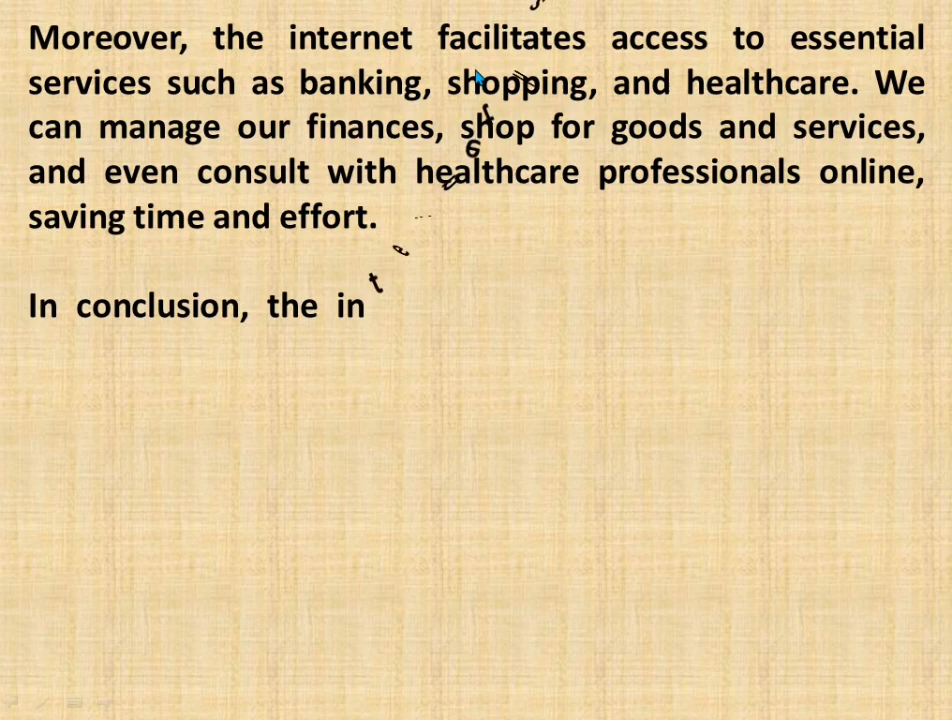 Moreover, the internet facilitates access to essential
services such as banking, shopping, and healthcare. We
can manage our finances, shop for goods and services,
and even consult with healthcare professionals online,
saving time and effort.
In conclusion, the in